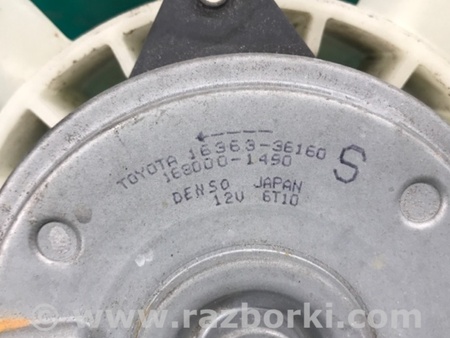 TOYOTA 16363-36160
168000-1490
S
DENSO JAPAN
12V 6T10
www.razborki.com